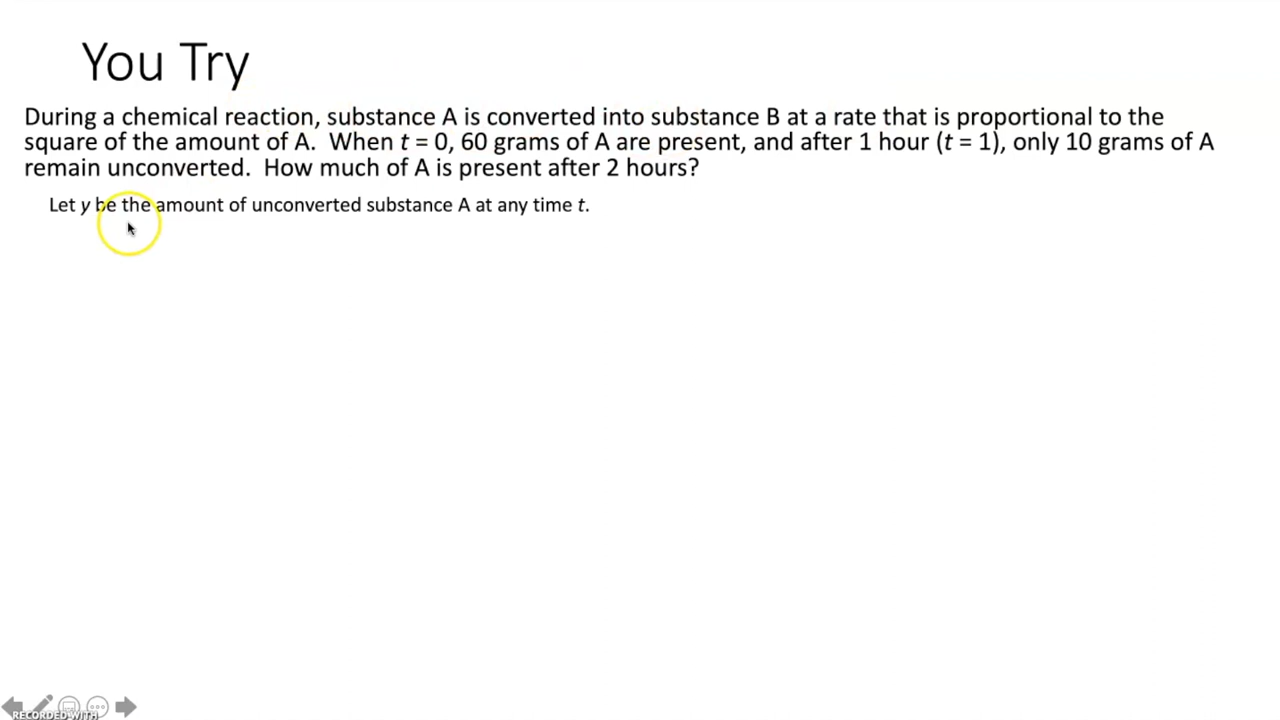 You Try
During a chemical reaction, substance A is converted into substance B at a rate that is proportional to the
square of the amount of A.  When t = 0, 60 grams of A are present, and after 1 hour (t = 1), only 10 grams of A
remain unconverted.  How much of A is present after 2 hours?
Let y be the amount of unconverted substance A at any time t.
RECORDED WITH